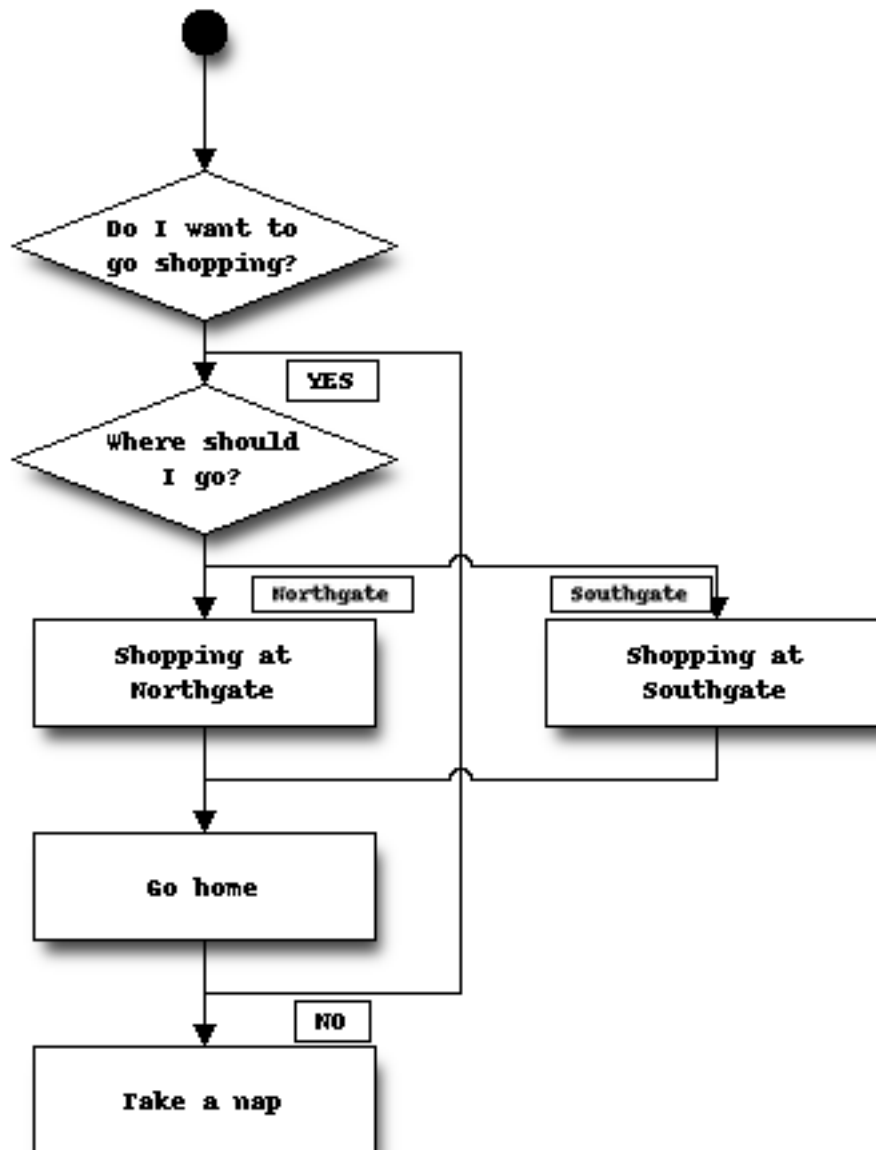 Do I want to
go shopping?
YES
Where should
I go?
Northgate
Southgate
Shopping at
Northgate
Shopping at
Southgate
Go home
NO
Take a nap